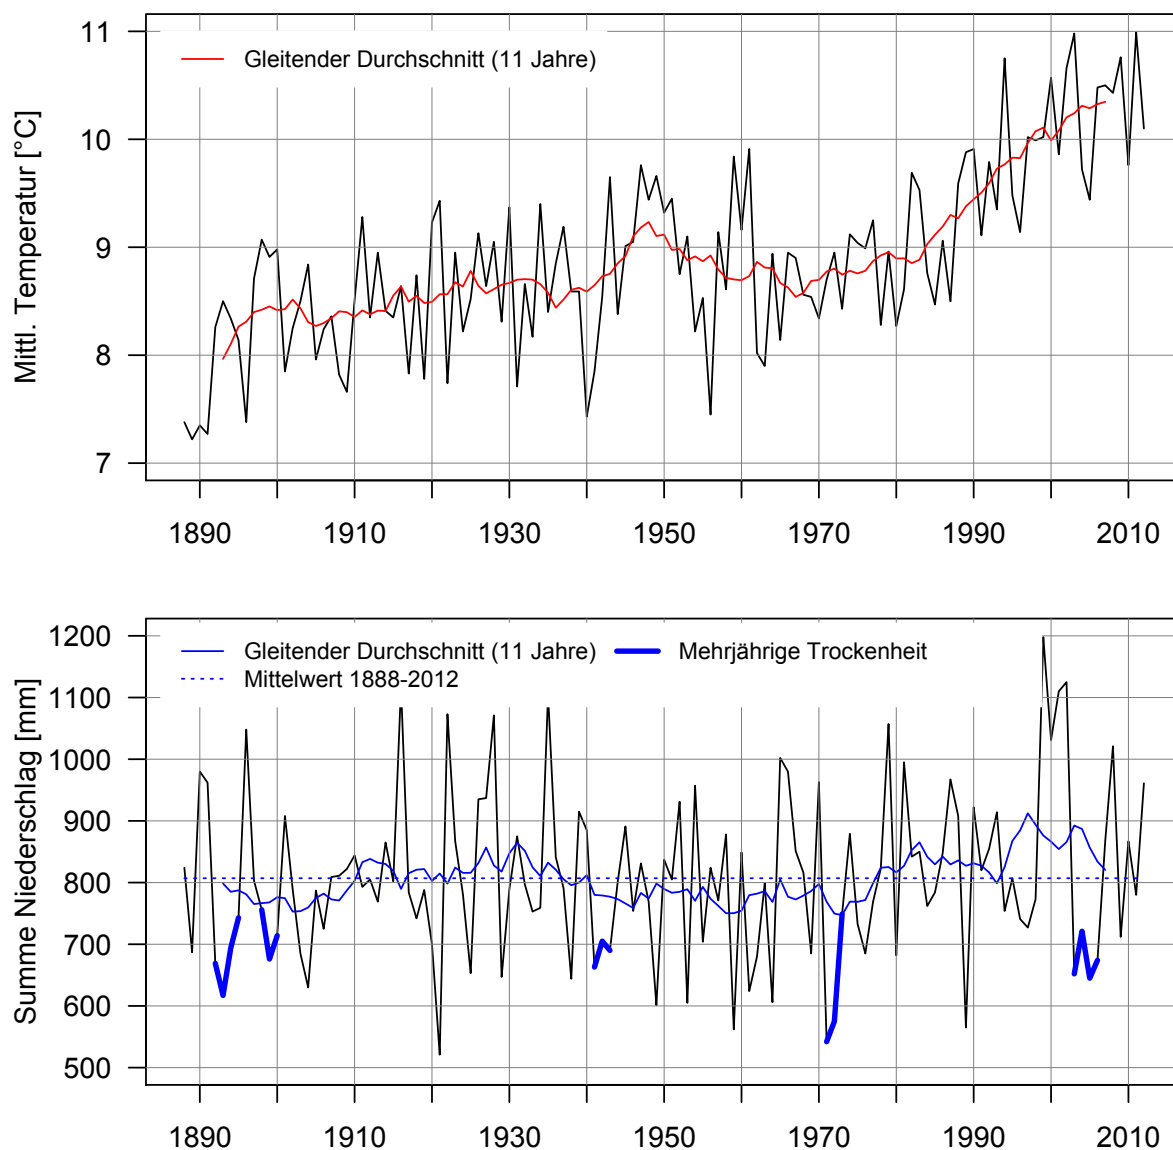 11
10
9
8
7
Mittl. Temperatur [°C]
Gleitender Durchschnitt (11 Jahre)
1890 1910 1930 1950 1970 1990 2010
1200
1100
1000
900
800
700
600
500
Summe Niederschlag [mm]
Gleitender Durchschnitt (11 Jahre) Mehrjährige Trockenheit
Mittelwert 1888-2012
1890 1910 1930 1950 1970 1990 2010